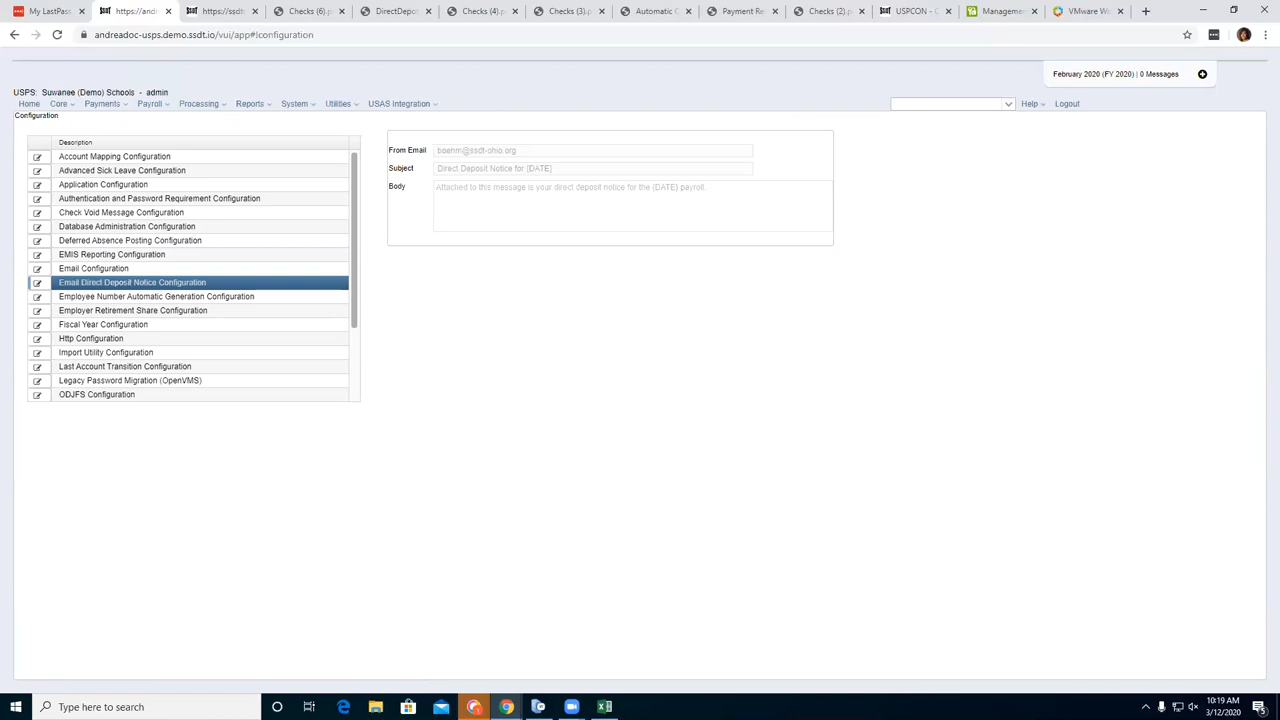 MyLastPass
https://andreac
https://ssdt
Checks (6).p
DirectDepos
Checks (4).p
Checks (3).p
Automatic C
Payment Re
Checks (2).p
USPCON - C
Management
VMware Wo
andreadoc-usps.demo.ssdt.io/vui/app#!configuration
February 2020 (FY 2020) | 0 Messages
USPS: Suwanee (Demo) Schools - admin
Home Core Payments Payroll Processing Reports System Utilities USAS Integration Help Logout
Configuration
Description
Account Mapping Configuration
Advanced Sick Leave Configuration
Application Configuration
Authentication and Password Requirement Configuration
Check Void Message Configuration
Database Administration Configuration
Deferred Absence Posting Configuration
EMIS Reporting Configuration
Email Configuration
Email Direct Deposit Notice Configuration
Employee Number Automatic Generation Configuration
Employer Retirement Share Configuration
Fiscal Year Configuration
Http Configuration
Import Utility Configuration
Last Account Transition Configuration
Legacy Password Migration (OpenVMS)
ODJFS Configuration
From Email boehm@ssdt-ohio.org
Subject Direct Deposit Notice for {DATE}
Body Attached to this message is your direct deposit notice for the {DATE} payroll.
Type here to search
10:19 AM
3/12/2020
5